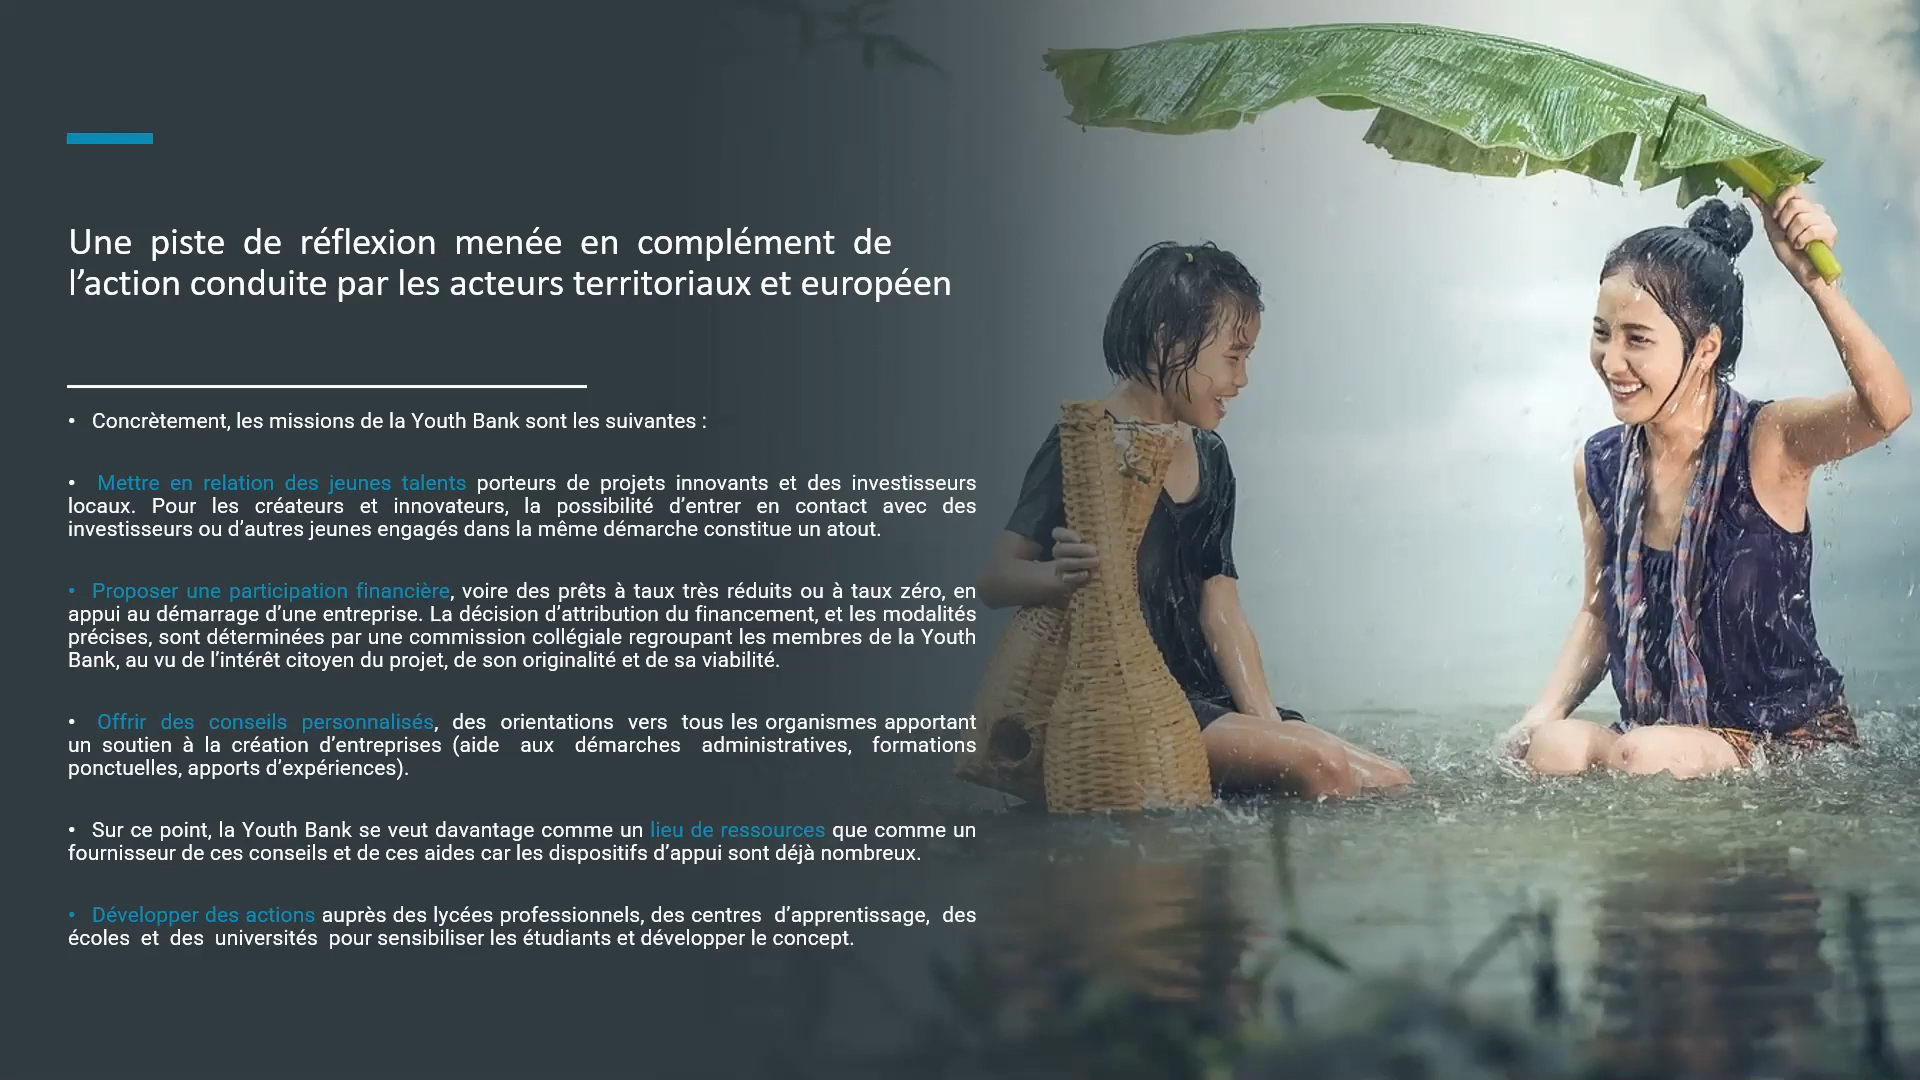 Une piste de réflexion menée en complément de
l’action conduite par les acteurs territoriaux et européen
• Concrètement, les missions de la Youth Bank sont les suivantes :
• Mettre en relation des jeunes talents porteurs de projets innovants et des investisseurs
locaux. Pour les créateurs et innovateurs, la possibilité d’entrer en contact avec des
investisseurs ou d’autres jeunes engagés dans la même démarche constitue un atout.
• Proposer une participation financière, voire des prêts à taux très réduits ou à taux zéro, en
appui au démarrage d’une entreprise. La décision d’attribution du financement, et les modalités
précises, sont déterminées par une commission collégiale regroupant les membres de la Youth
Bank, au vu de l’intérêt citoyen du projet, de son originalité et de sa viabilité.
• Offrir des conseils personnalisés, des orientations vers tous les organismes apportant
un soutien à la création d’entreprises (aide aux démarches administratives, formations
ponctuelles, apports d’expériences).
• Sur ce point, la Youth Bank se veut davantage comme un lieu de ressources que comme un
fournisseur de ces conseils et de ces aides car les dispositifs d’appui sont déjà nombreux.
• Développer des actions auprès des lycées professionnels, des centres d’apprentissage, des
écoles et des universités pour sensibiliser les étudiants et développer le concept.